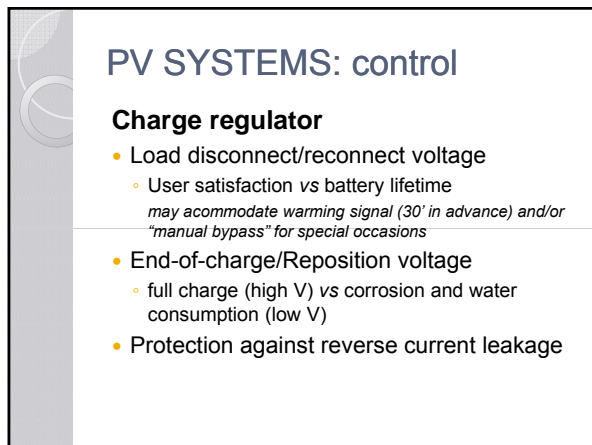 PV SYSTEMS: control
Charge regulator
• Load disconnect/reconnect voltage
◦ User satisfaction vs battery lifetime
may acommodate warming signal (30’ in advance) and/or
“manual bypass” for special occasions
• End-of-charge/Reposition voltage
◦ full charge (high V) vs corrosion and water
consumption (low V)
• Protection against reverse current leakage